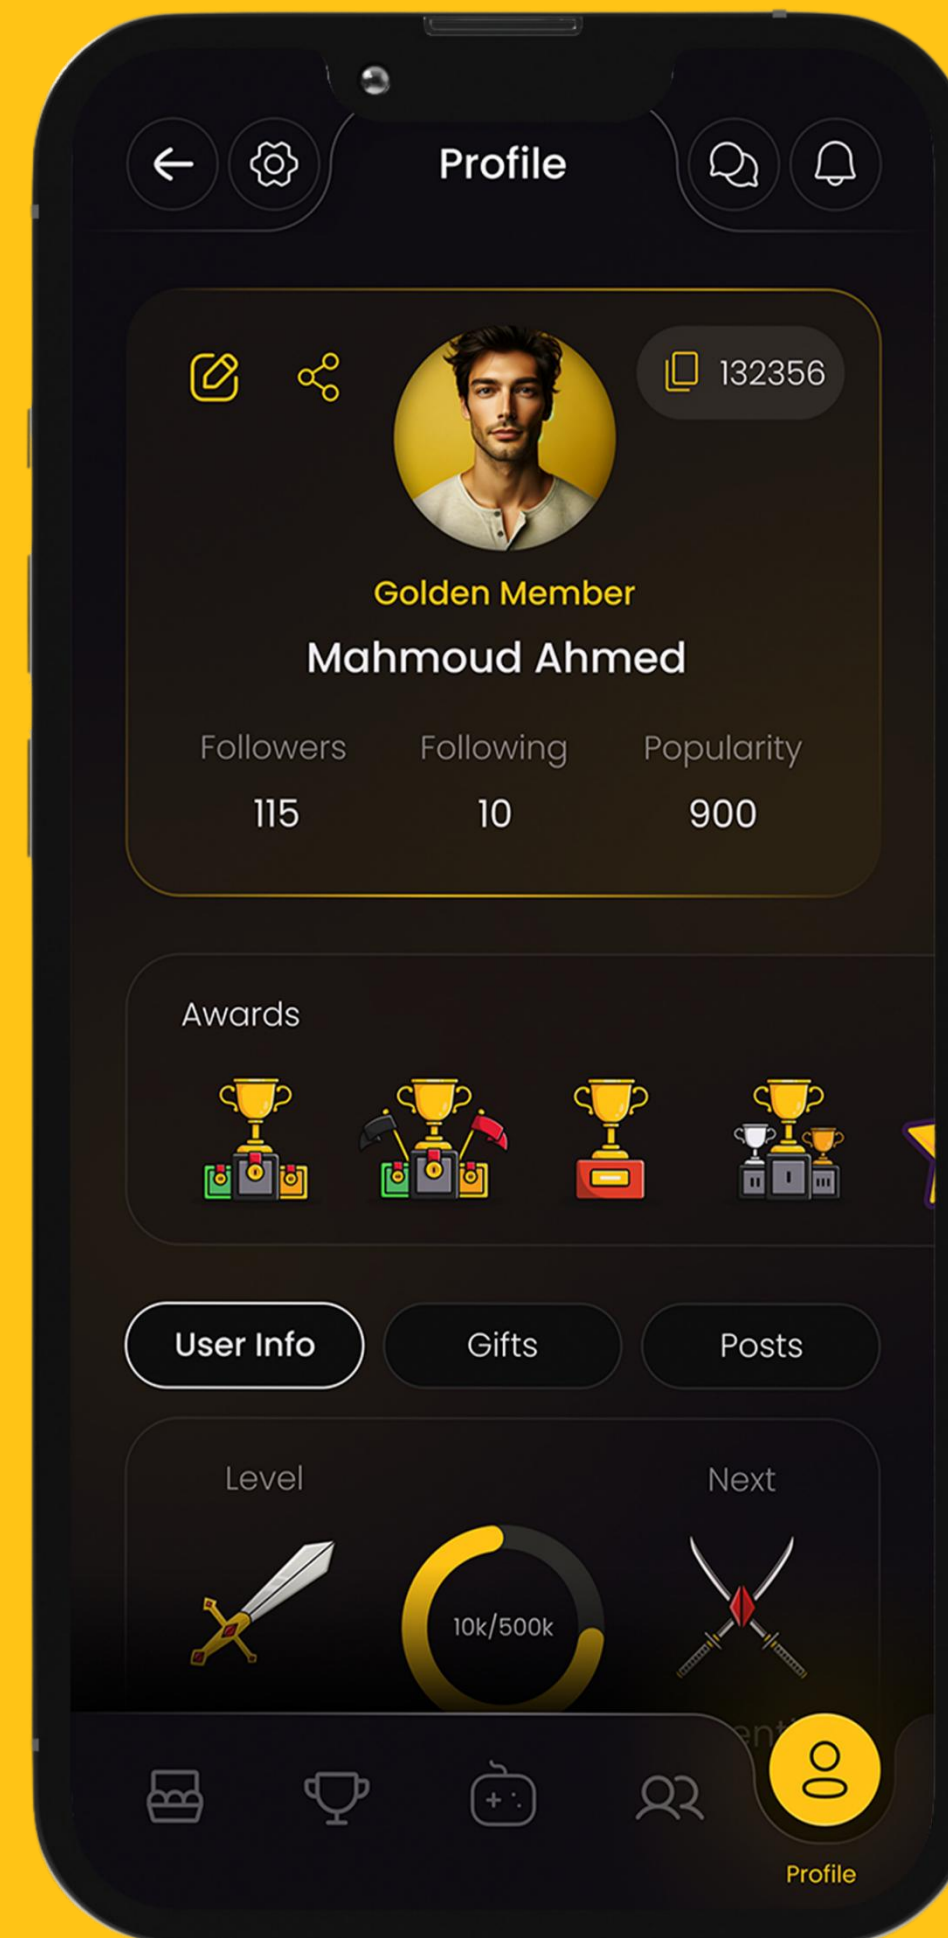 Profile
132356
Golden Member
Mahmoud Ahmed
Followers Following Popularity
115 10 900
Awards
User Info Gifts Posts
Level Next
10k/500k
Profile